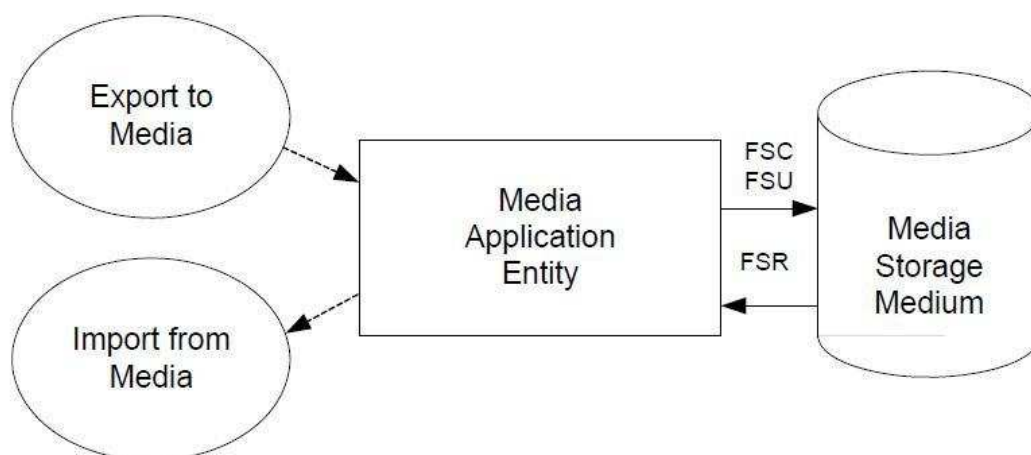 Export to
Media
Import from
Media
Media
Application
Entity
FSC
FSU
FSR
Media
Storage
Medium